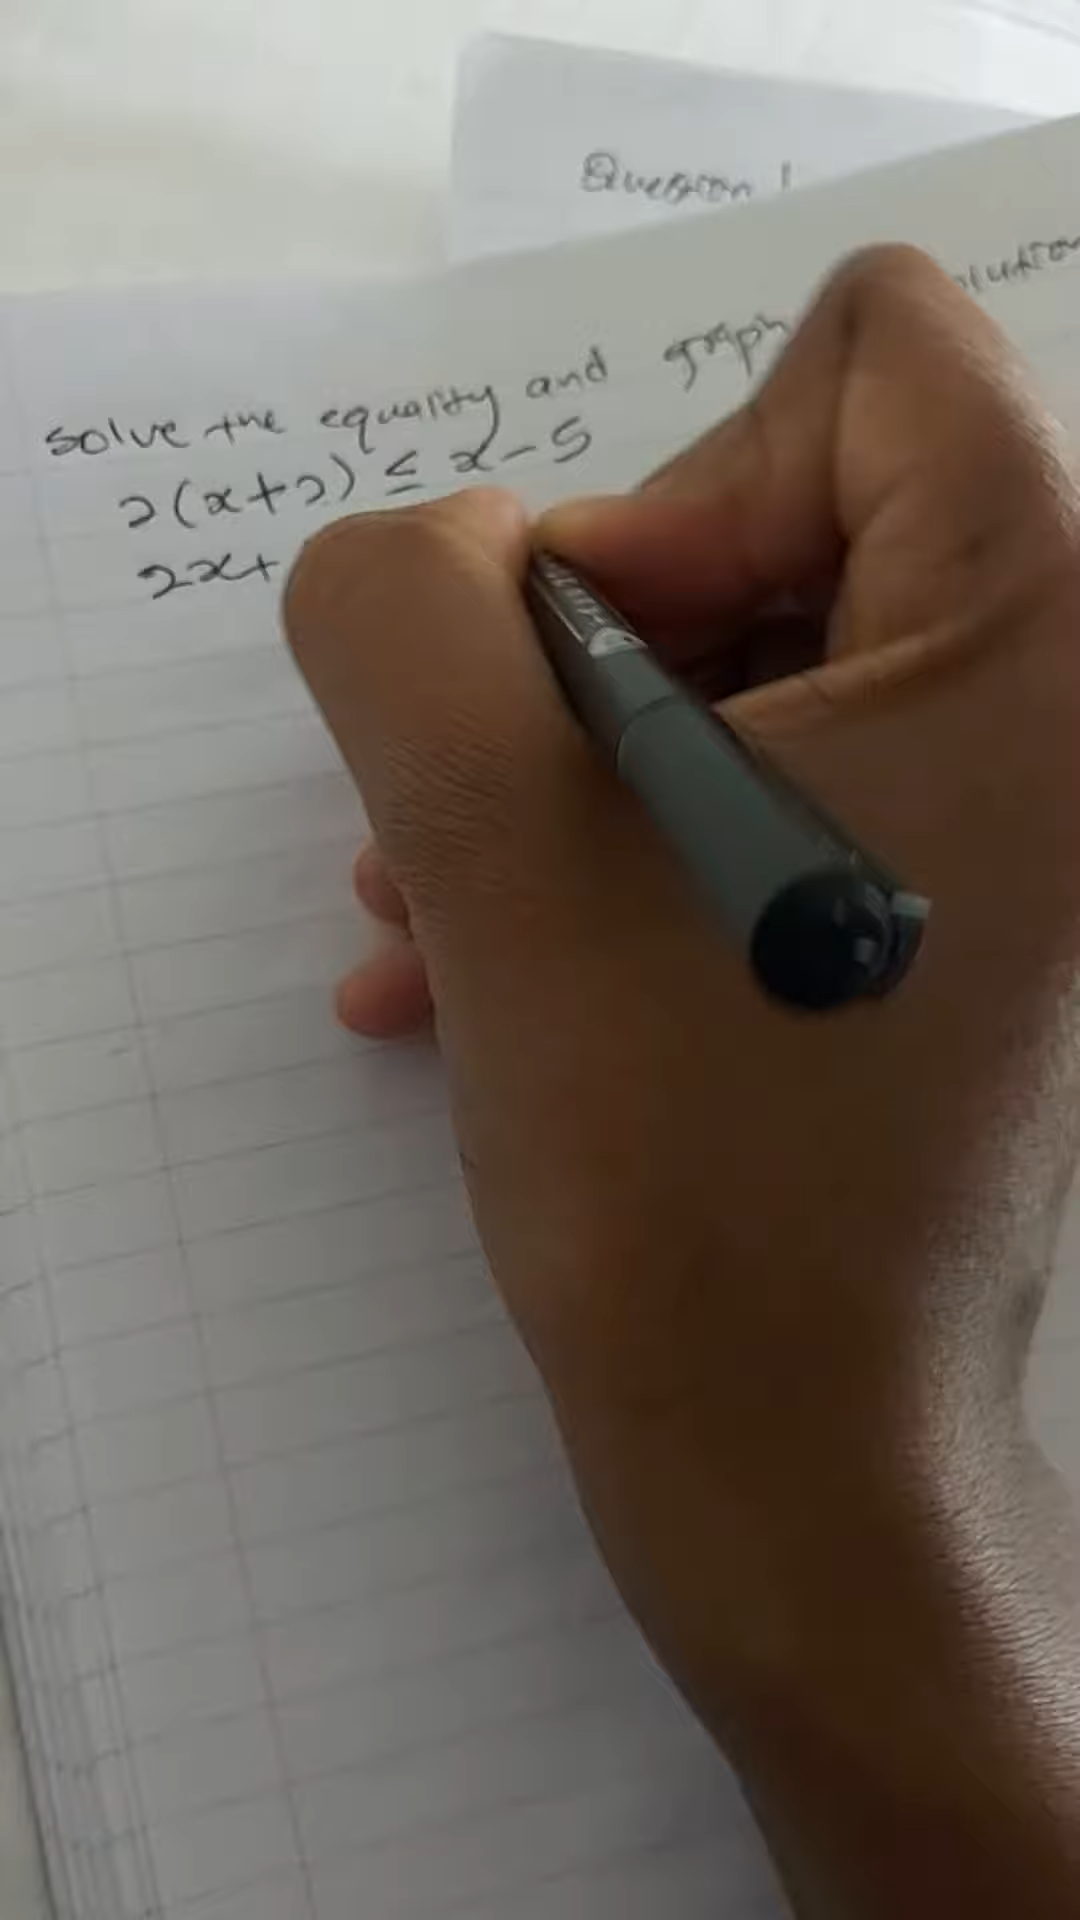 Question 1
solve the equality and graph
2(x+2) ≤ x-5
2x+